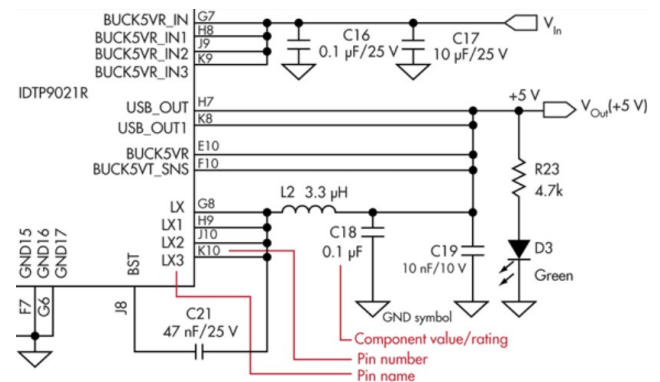 BUCK5VR_IN G7
BUCK5VR_IN1 H8
BUCK5VR_IN2 J9
BUCK5VR_IN3 K9
C16
0.1 µF/25 V
C17
10 µF/25 V
V_In
IDTP9021R
USB_OUT H7
USB_OUT1 K8
+5 V
V_Out(+5 V)
BUCK5VR E10
BUCK5VT_SNS F10
R23
4.7k
LX G8
LX1 H9
LX2 J10
LX3 K10
L2 3.3 µH
C18
0.1 µF
C19
10 nF/10 V
D3
Green
GND15
GND16
GND17
BST
F7
G6
J8
C21
47 nF/25 V
GND symbol
Component value/rating
Pin number
Pin name